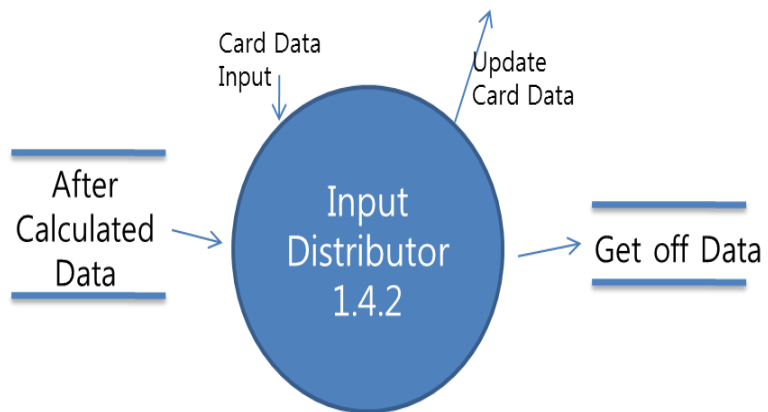 Card Data
Input
Update
Card Data
After
Calculated
Data
Input
Distributor
1.4.2
Get off Data